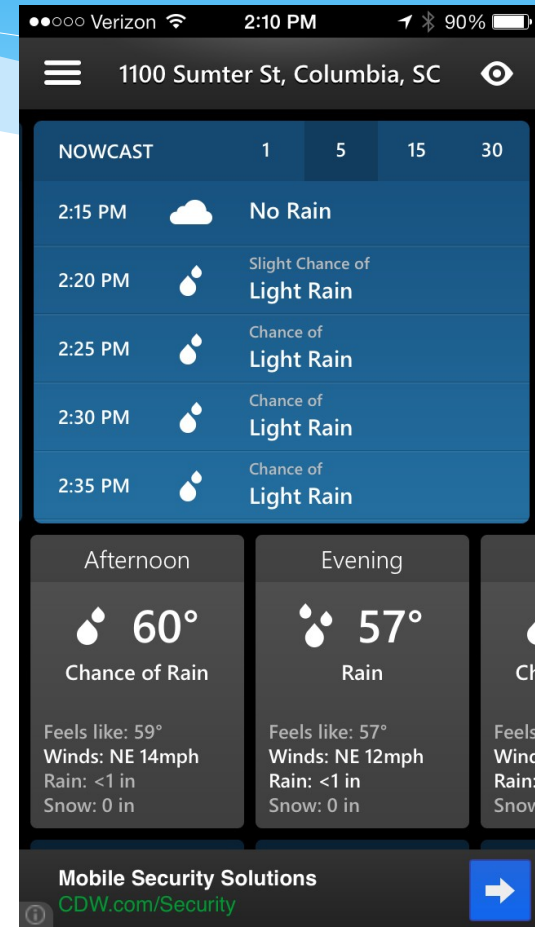 Verizon 2:10 PM 90%
1100 Sumter St, Columbia, SC
NOWCAST 1 5 15 30
2:15 PM No Rain
Slight Chance of
2:20 PM Light Rain
Chance of
2:25 PM Light Rain
Chance of
2:30 PM Light Rain
Chance of
2:35 PM Light Rain
Afternoon
60°
Chance of Rain
Feels like: 59°
Winds: NE 14mph
Rain: <1 in
Snow: 0 in
Evening
57°
Rain
Feels like: 57°
Winds: NE 12mph
Rain: <1 in
Snow: 0 in
Feels
Rain:
Snow
Mobile Security Solutions
CDW.com/Security